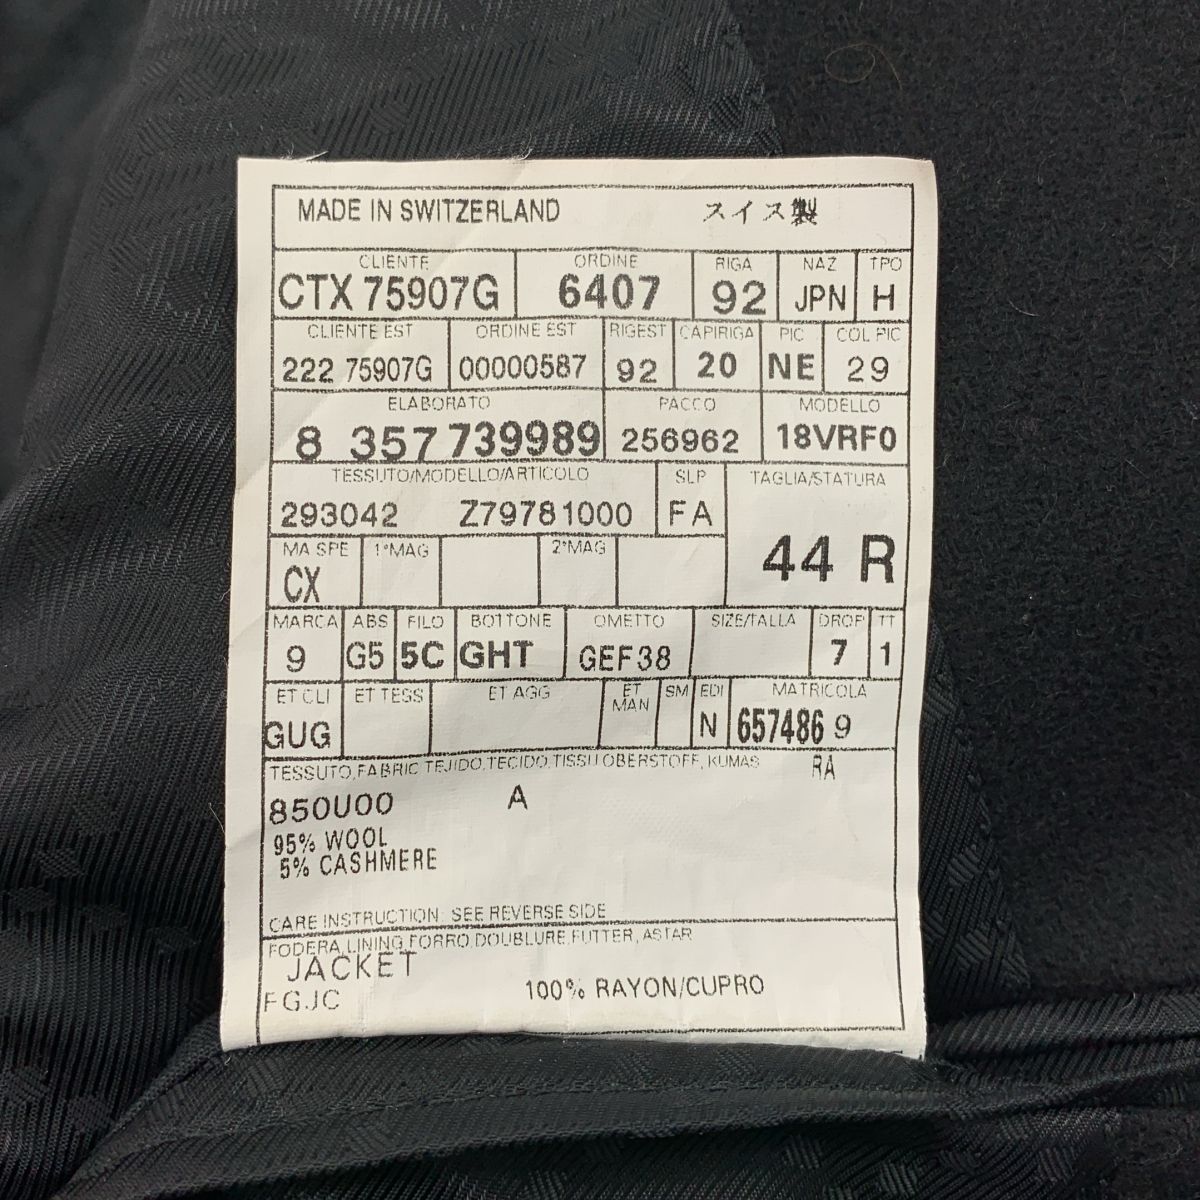 MADE IN SWITZERLAND スイス製
CLIENTE ORDINE RIGA NAZ TPO
CTX 75907G 6407 92 JPN H
CLIENTE EST ORDINE EST RIGEST CAPIRIGA PIC COL PIC
222 75907G 00000587 92 20 NE 29
ELABORATO PACCO MODELLO
8 357 739989 256962 18VRF0
TESSUTO/MODELLO/ARTICOLO SLP TAGLIA/STATURA
293042 Z79781000 FA 44 R
MA SPE 1°MAG 2°MAG
CX
MARCA ABS FILO BOTTONE OMETTO SIZE/TALLA DROP TT
9 G5 5C GHT GEF38 7 1
ET CLI ET TESS ET AGG ET MAN SM EDI MATRICOLA
GUG N 657486 9
TESSUTO,FABRIC TEJIDO,TECIDO,TISSU OBERSTOFF, KUMAS RA
850U00 A
95% WOOL
5% CASHMERE
CARE INSTRUCTION: SEE REVERSE SIDE
FODERA,LINING,FORRO,DOUBLURE,FUTTER, ASTAR
JACKET
FGJC 100% RAYON/CUPRO